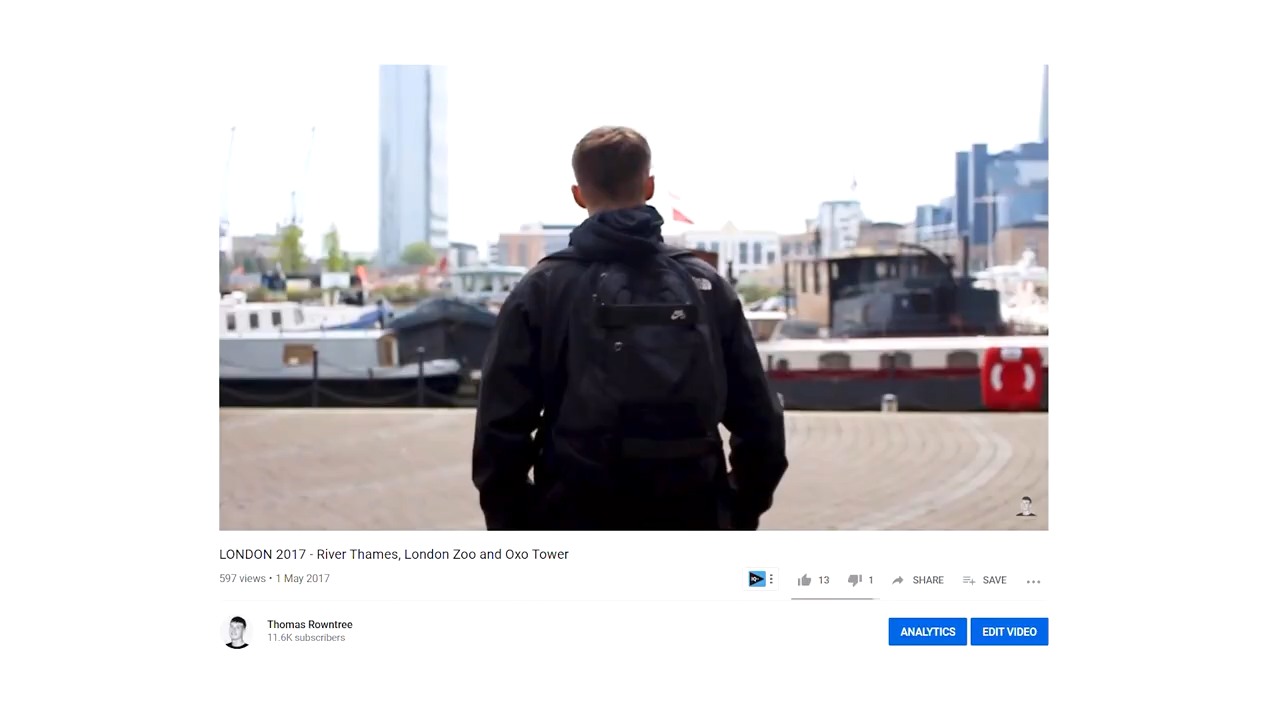 LONDON 2017 - River Thames, London Zoo and Oxo Tower
597 views • 1 May 2017
13 1 SHARE SAVE
Thomas Rowntree
11.6K subscribers
ANALYTICS EDIT VIDEO